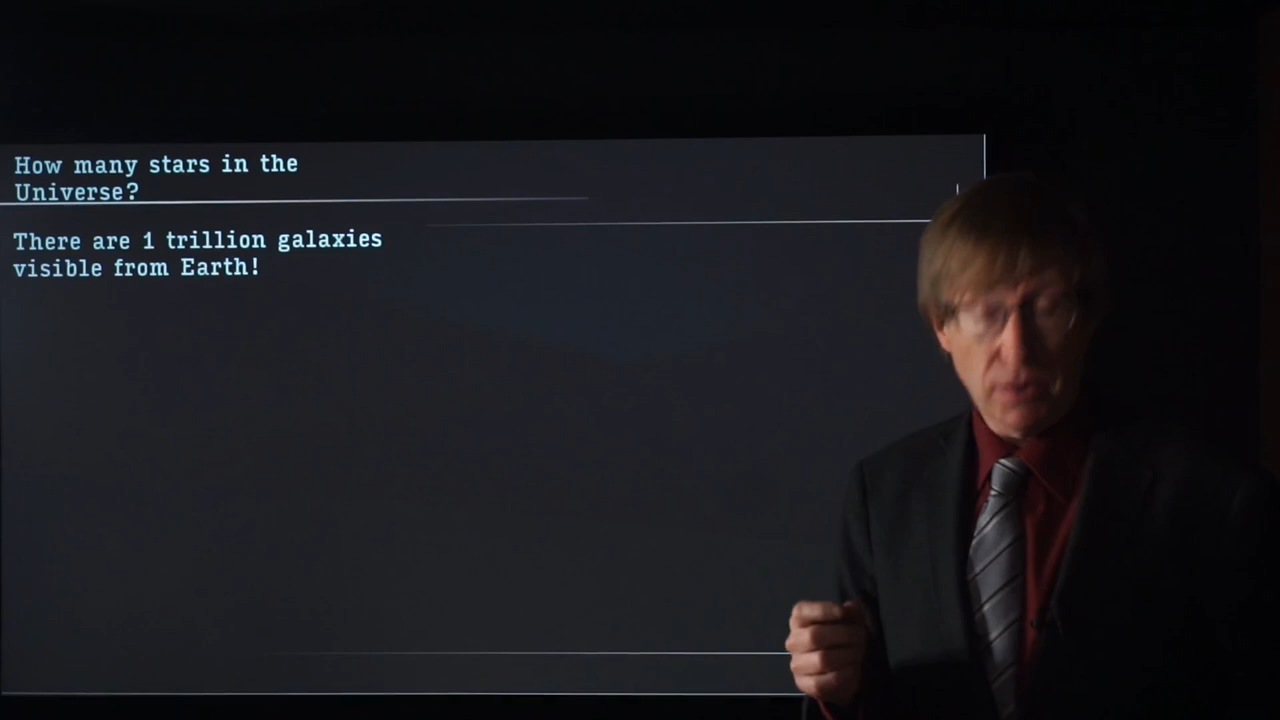 How many stars in the
Universe?
There are 1 trillion galaxies
visible from Earth!